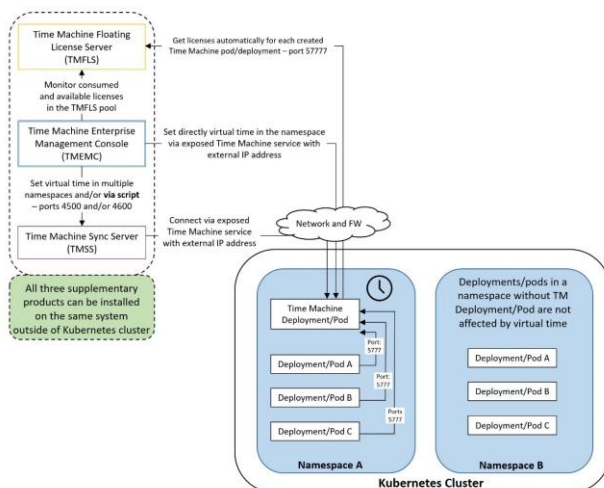 Time Machine Floating
License Server
(TMFLS)
Get licenses automatically for each created
Time Machine pod/deployment – port 57777
Monitor consumed
and available licenses
in the TMFLS pool
Time Machine Enterprise
Management Console
(TMEMC)
Set directly virtual time in the namespace
via exposed Time Machine service with
external IP address
Set virtual time in multiple
namespaces and/or via script
– ports 4500 and/or 4600
Time Machine Sync Server
(TMSS)
Connect via exposed
Time Machine service
with external IP address
Network and FW
All three supplementary
products can be installed
on the same system
outside of Kubernetes cluster
Time Machine
Deployment/Pod
Port:
5777
Deployment/Pod A
Port:
5777
Deployment/Pod B
Ports
5777
Deployment/Pod C
Namespace A
Deployments/pods in a
namespace without TM
Deployment/Pod are not
affected by virtual time
Deployment/Pod A
Deployment/Pod B
Deployment/Pod C
Namespace B
Kubernetes Cluster